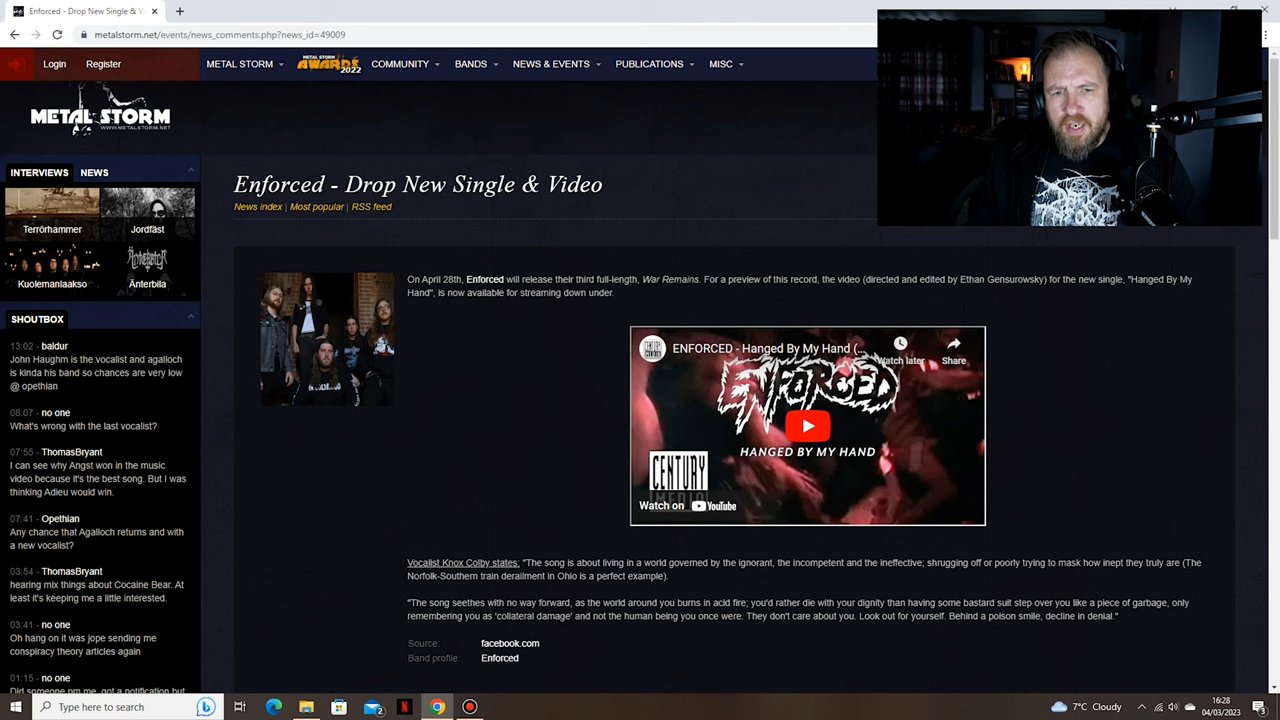 Enforced - Drop New Single & Vi
metalstorm.net/events/news_comments.php?news_id=49009
Login Register METAL STORM METAL STORM AWARDS 2022 COMMUNITY BANDS NEWS & EVENTS PUBLICATIONS MISC
METAL STORM
WWW.METALSTORM.NET
INTERVIEWS NEWS
Terrörhammer Jordfäst
Kuolemanlaakso Änterbila
SHOUTBOX
13:02 - baldur
John Haughm is the vocalist and agalloch
is kinda his band so chances are very low
@ opethian
08:07 - no one
What's wrong with the last vocalist?
07:55 - ThomasBryant
I can see why Angst won in the music
video because it's the best song. But I was
thinking Adieu would win.
07:41 - Opethian
Any chance that Agalloch returns and with
a new vocalist?
03:54 - ThomasBryant
hearing mix things about Cocaine Bear. At
least it's keeping me a little interested.
03:41 - no one
Oh hang on it was jope sending me
conspiracy theory articles again
01:15 - no one
Did someone pm me, got a notification but
Enforced - Drop New Single & Video
News index | Most popular | RSS feed
On April 28th, Enforced will release their third full-length, War Remains. For a preview of this record, the video (directed and edited by Ethan Gensurowsky) for the new single, "Hanged By My
Hand", is now available for streaming down under.
ENFORCED - Hanged By My Hand (...
Watch later Share
ENFORCED
HANGED BY MY HAND
CENTURY
MEDIA
Watch on YouTube
Vocalist Knox Colby states: "The song is about living in a world governed by the ignorant, the incompetent and the ineffective; shrugging off or poorly trying to mask how inept they truly are (The
Norfolk-Southern train derailment in Ohio is a perfect example).
"The song seethes with no way forward, as the world around you burns in acid fire; you'd rather die with your dignity than having some bastard suit step over you like a piece of garbage, only
remembering you as 'collateral damage' and not the human being you once were. They don't care about you. Look out for yourself. Behind a poison smile, decline in denial."
Source: facebook.com
Band profile: Enforced
Type here to search
7°C Cloudy
16:28
04/03/2023